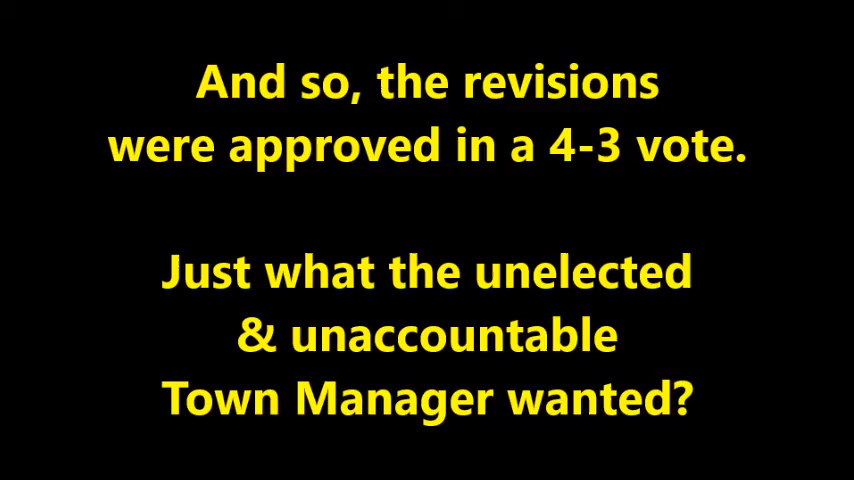 And so, the revisions
were approved in a 4-3 vote.
Just what the unelected
& unaccountable
Town Manager wanted?